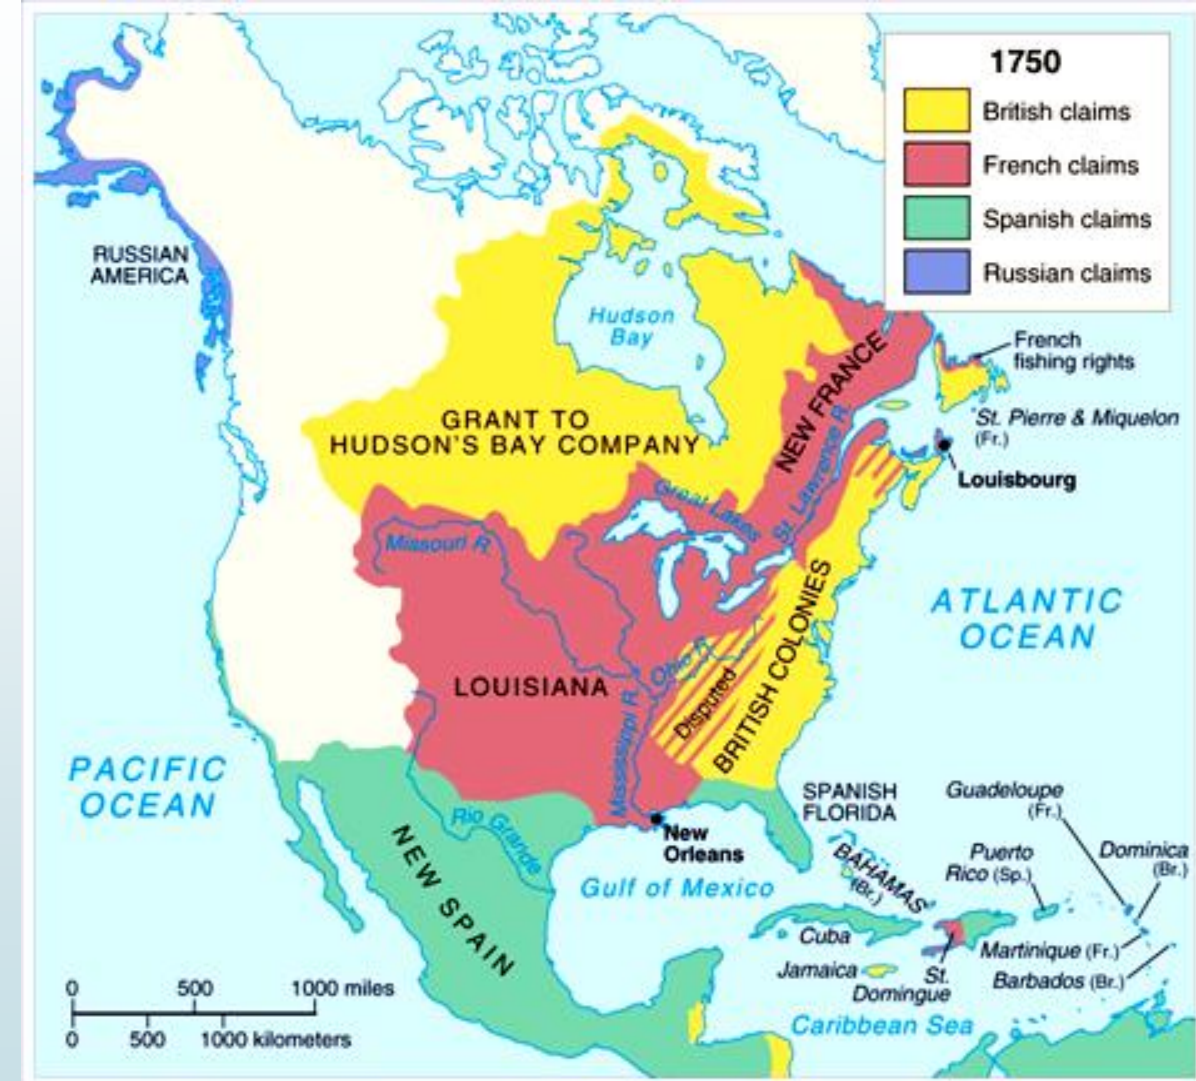 1750
British claims
French claims
Spanish claims
Russian claims
RUSSIAN
AMERICA
Hudson
Bay
French
fishing rights
NEW FRANCE
GRANT TO
HUDSON'S BAY COMPANY
St. Pierre & Miquelon
(Fr.)
Louisbourg
St. Lawrence R.
Great Lakes
Missouri R.
ATLANTIC
OCEAN
BRITISH COLONIES
Ohio R.
Disputed
LOUISIANA
Mississippi R.
PACIFIC
OCEAN
SPANISH
FLORIDA
Guadeloupe
(Fr.)
New
Orleans
Rio Grande
NEW SPAIN
Gulf of Mexico
BAHAMAS
(Br.)
Puerto
Rico (Sp.)
Dominica
(Br.)
Cuba
Martinique (Fr.)
Jamaica
St.
Domingue
Barbados (Br.)
Caribbean Sea
0 500 1000 miles
0 500 1000 kilometers